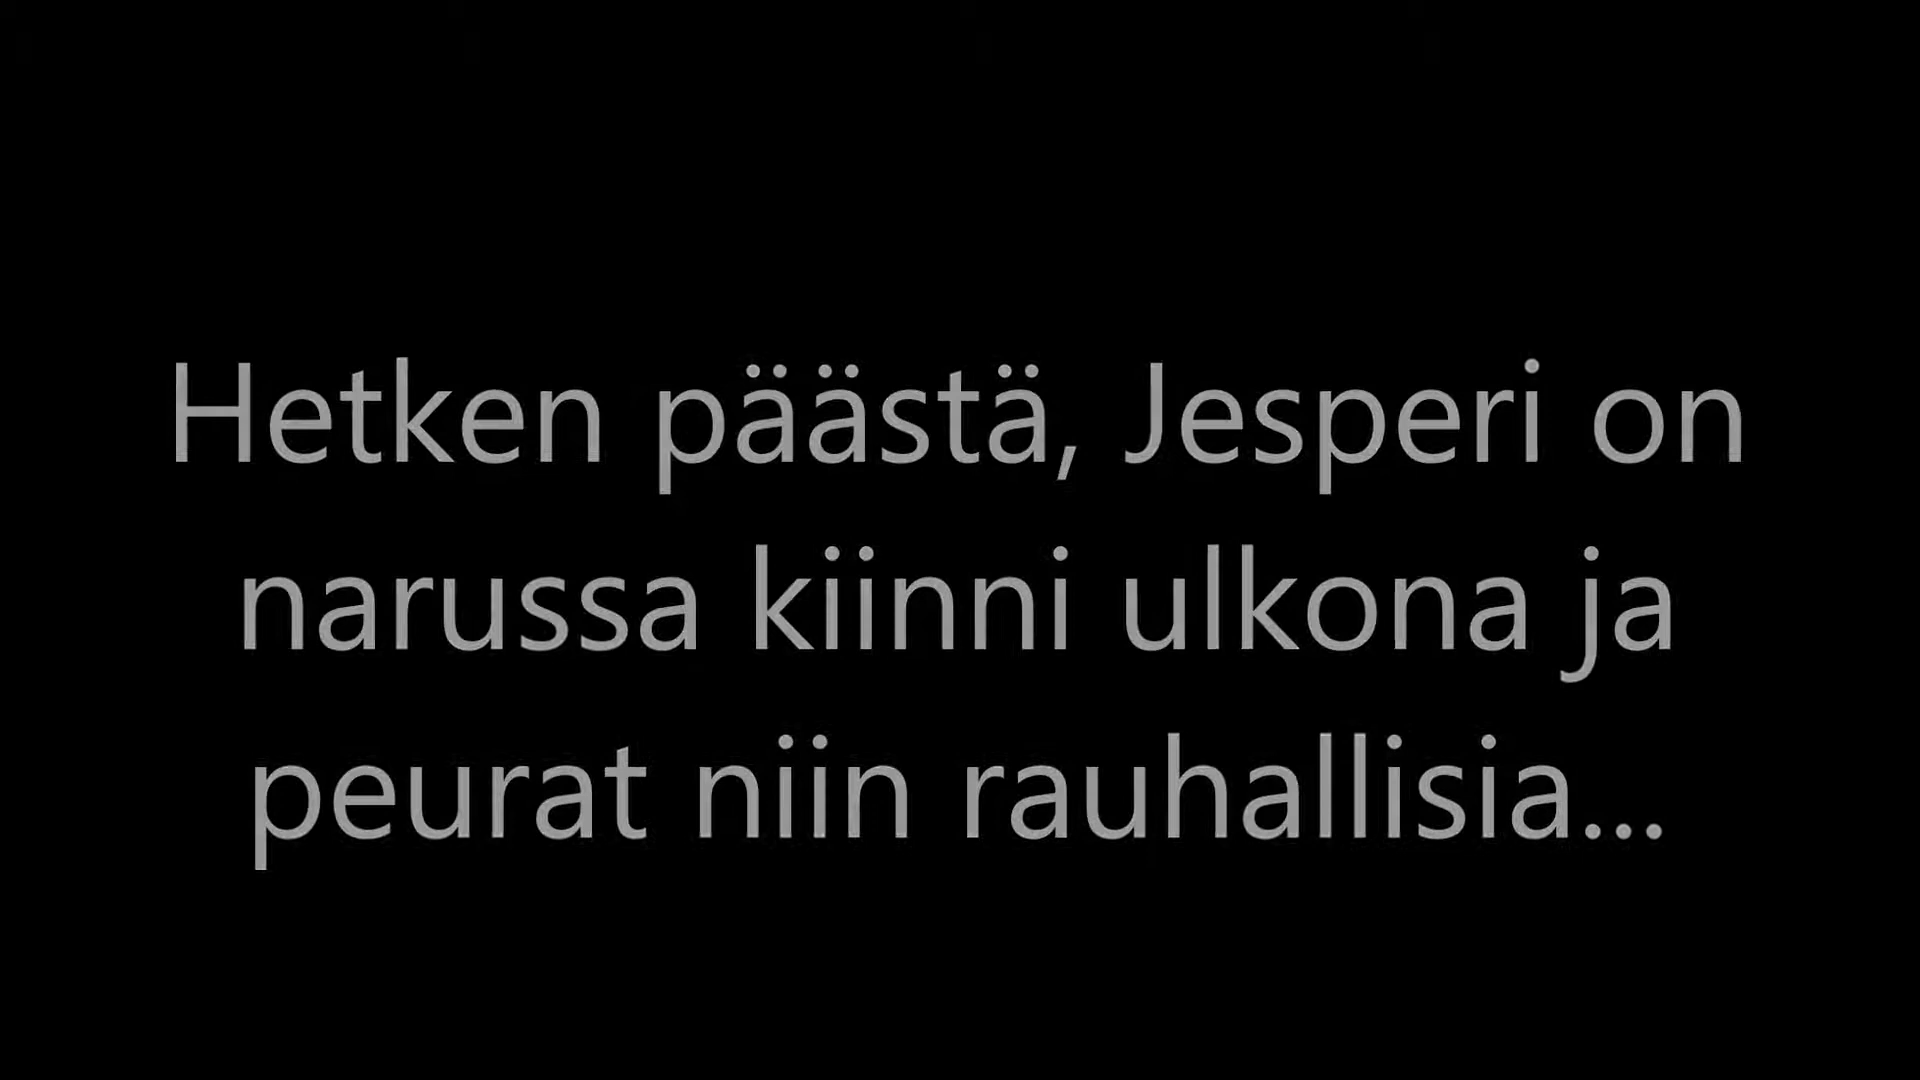 Hetken päästä, Jesperi on
narussa kiinni ulkona ja
peurat niin rauhallisia...